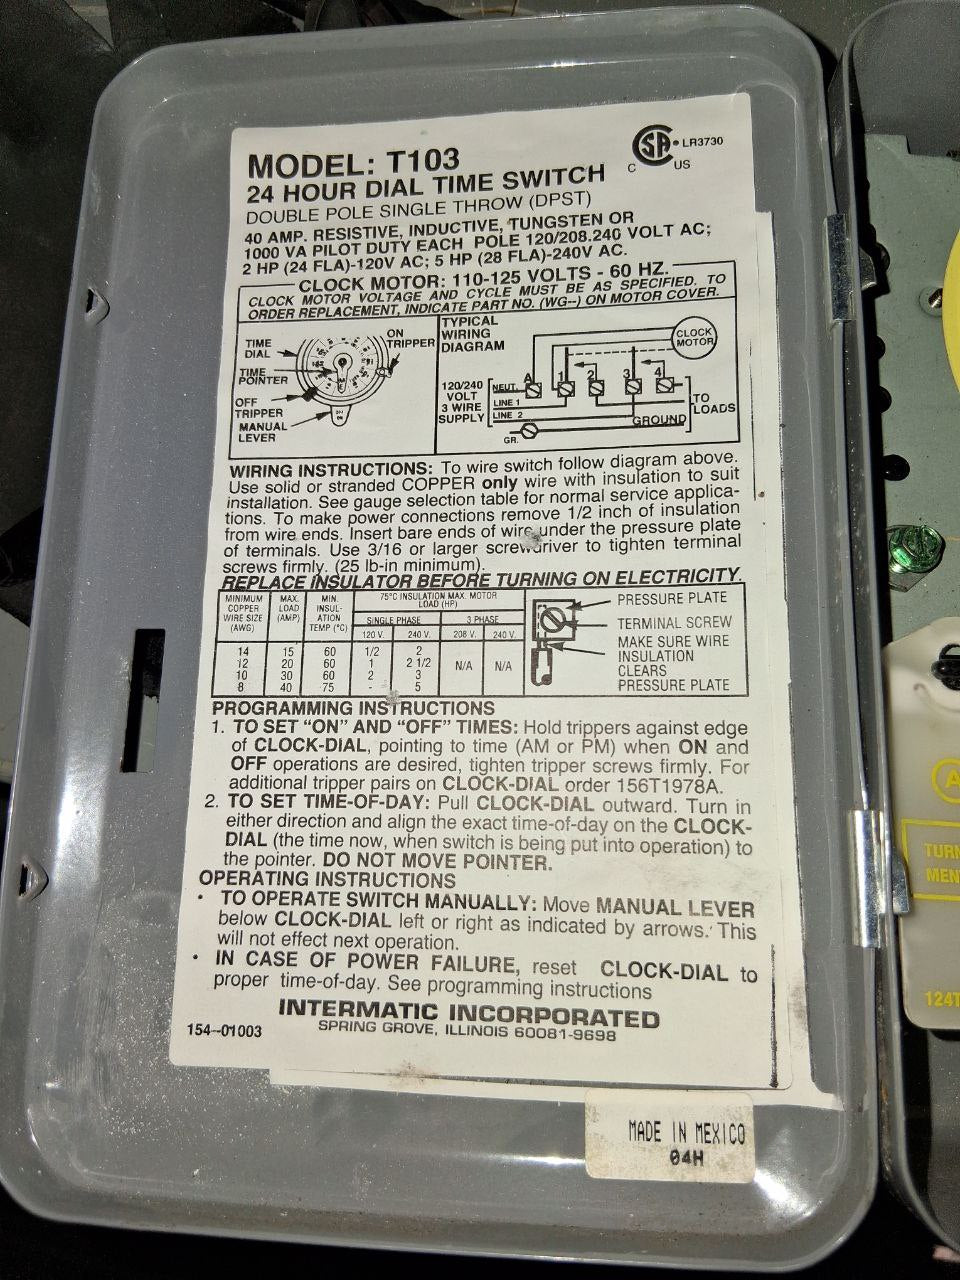 MODEL: T103
24 HOUR DIAL TIME SWITCH
DOUBLE POLE SINGLE THROW (DPST)
SA
C US
LR3730
40 AMP. RESISTIVE, INDUCTIVE, TUNGSTEN OR
1000 VA PILOT DUTY EACH POLE 120/208.240 VOLT AC;
2 HP (24 FLA)-120V AC; 5 HP (28 FLA)-240V AC.
CLOCK MOTOR: 110-125 VOLTS - 60 HZ.
CLOCK MOTOR VOLTAGE AND CYCLE MUST BE AS SPECIFIED. TO
ORDER REPLACEMENT, INDICATE PART NO. (WG--) ON MOTOR COVER.
TIME
DIAL
TIME
POINTER
OFF
TRIPPER
MANUAL
LEVER
ON
TRIPPER
TYPICAL
WIRING
DIAGRAM
CLOCK
MOTOR
120/240
VOLT
3 WIRE
SUPPLY
NEUT.
LINE 1
LINE 2
A 1 2 3 4
GR.
GROUND
TO
LOADS
WIRING INSTRUCTIONS: To wire switch follow diagram above.
Use solid or stranded COPPER only wire with insulation to suit
installation. See gauge selection table for normal service applica-
tions. To make power connections remove 1/2 inch of insulation
from wire ends. Insert bare ends of wire under the pressure plate
of terminals. Use 3/16 or larger screwdriver to tighten terminal
screws firmly. (25 lb-in minimum).
REPLACE INSULATOR BEFORE TURNING ON ELECTRICITY.
MINIMUM
COPPER
WIRE SIZE
(AWG)
MAX.
LOAD
(AMP)
MIN.
INSUL-
ATION
TEMP (°C)
75°C INSULATION MAX. MOTOR
LOAD (HP)
SINGLE PHASE 3 PHASE
120 V. 240 V. 208 V. 240 V.
14 15 60 1/2 2
12 20 60 1 2 1/2 N/A N/A
10 30 60 2 3
8 40 75 - 5
PRESSURE PLATE
TERMINAL SCREW
MAKE SURE WIRE
INSULATION
CLEARS
PRESSURE PLATE
PROGRAMMING INSTRUCTIONS
1. TO SET "ON" AND "OFF" TIMES: Hold trippers against edge
of CLOCK-DIAL, pointing to time (AM or PM) when ON and
OFF operations are desired, tighten tripper screws firmly. For
additional tripper pairs on CLOCK-DIAL order 156T1978A.
2. TO SET TIME-OF-DAY: Pull CLOCK-DIAL outward. Turn in
either direction and align the exact time-of-day on the CLOCK-
DIAL (the time now, when switch is being put into operation) to
the pointer. DO NOT MOVE POINTER.
OPERATING INSTRUCTIONS
• TO OPERATE SWITCH MANUALLY: Move MANUAL LEVER
below CLOCK-DIAL left or right as indicated by arrows. This
will not effect next operation.
• IN CASE OF POWER FAILURE, reset CLOCK-DIAL to
proper time-of-day. See programming instructions
INTERMATIC INCORPORATED
154--01003 SPRING GROVE, ILLINOIS 60081-9698
MADE IN MEXICO
04H
A
TURN
MEN
124T